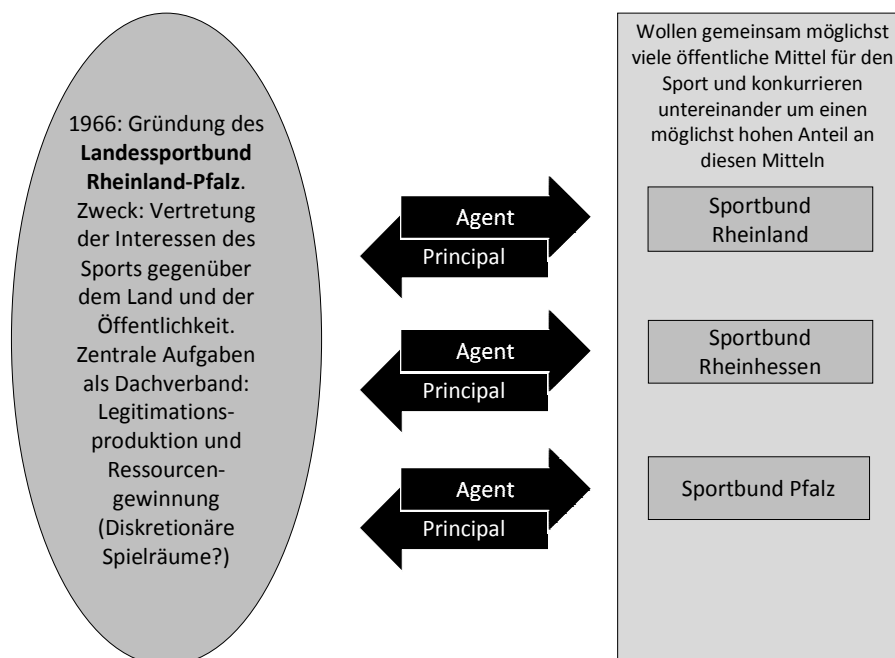 1966: Gründung des
Landessportbund
Rheinland-Pfalz.
Zweck: Vertretung
der Interessen des
Sports gegenüber
dem Land und der
Öffentlichkeit.
Zentrale Aufgaben
als Dachverband:
Legitimations-
produktion und
Ressourcen-
gewinnung
(Diskretionäre
Spielräume?)
Agent
Principal
Agent
Principal
Agent
Principal
Wollen gemeinsam möglichst
viele öffentliche Mittel für den
Sport und konkurrieren
untereinander um einen
möglichst hohen Anteil an
diesen Mitteln
Sportbund
Rheinland
Sportbund
Rheinhessen
Sportbund Pfalz